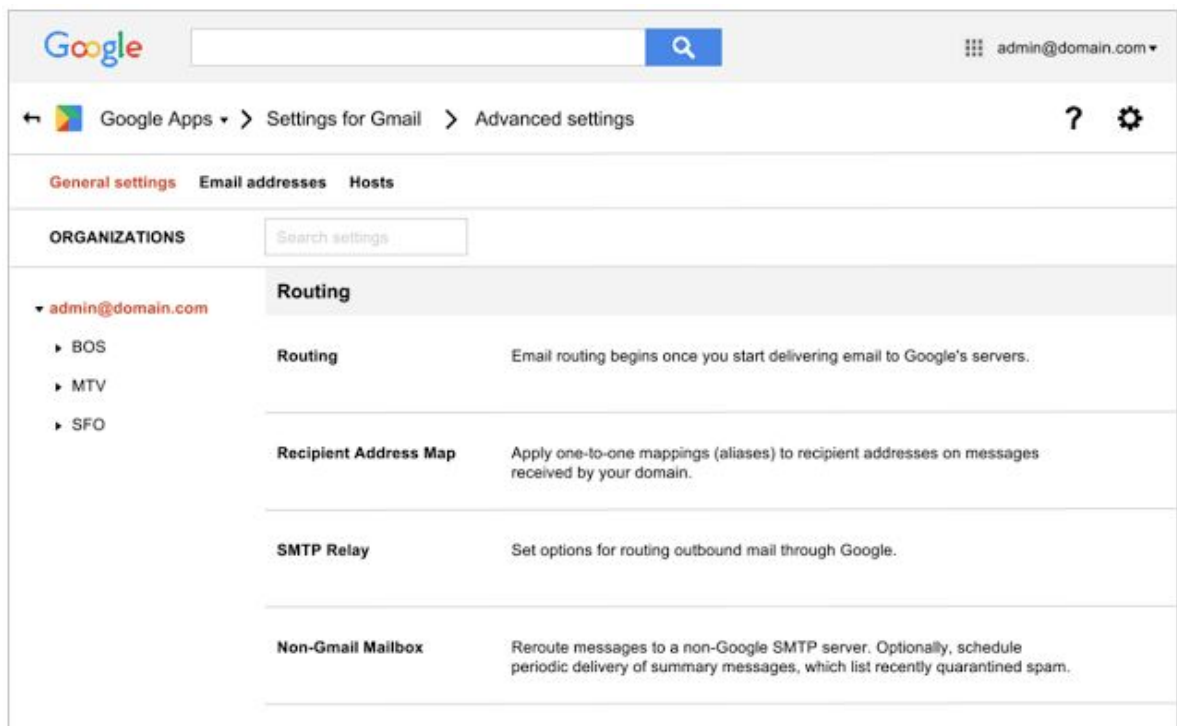 Google
admin@domain.com
Google Apps > Settings for Gmail > Advanced settings
?
General settings Email addresses Hosts
ORGANIZATIONS
Search settings
admin@domain.com
BOS
MTV
SFO
Routing
Routing
Email routing begins once you start delivering email to Google's servers.
Recipient Address Map
Apply one-to-one mappings (aliases) to recipient addresses on messages
received by your domain.
SMTP Relay
Set options for routing outbound mail through Google.
Non-Gmail Mailbox
Reroute messages to a non-Google SMTP server. Optionally, schedule
periodic delivery of summary messages, which list recently quarantined spam.